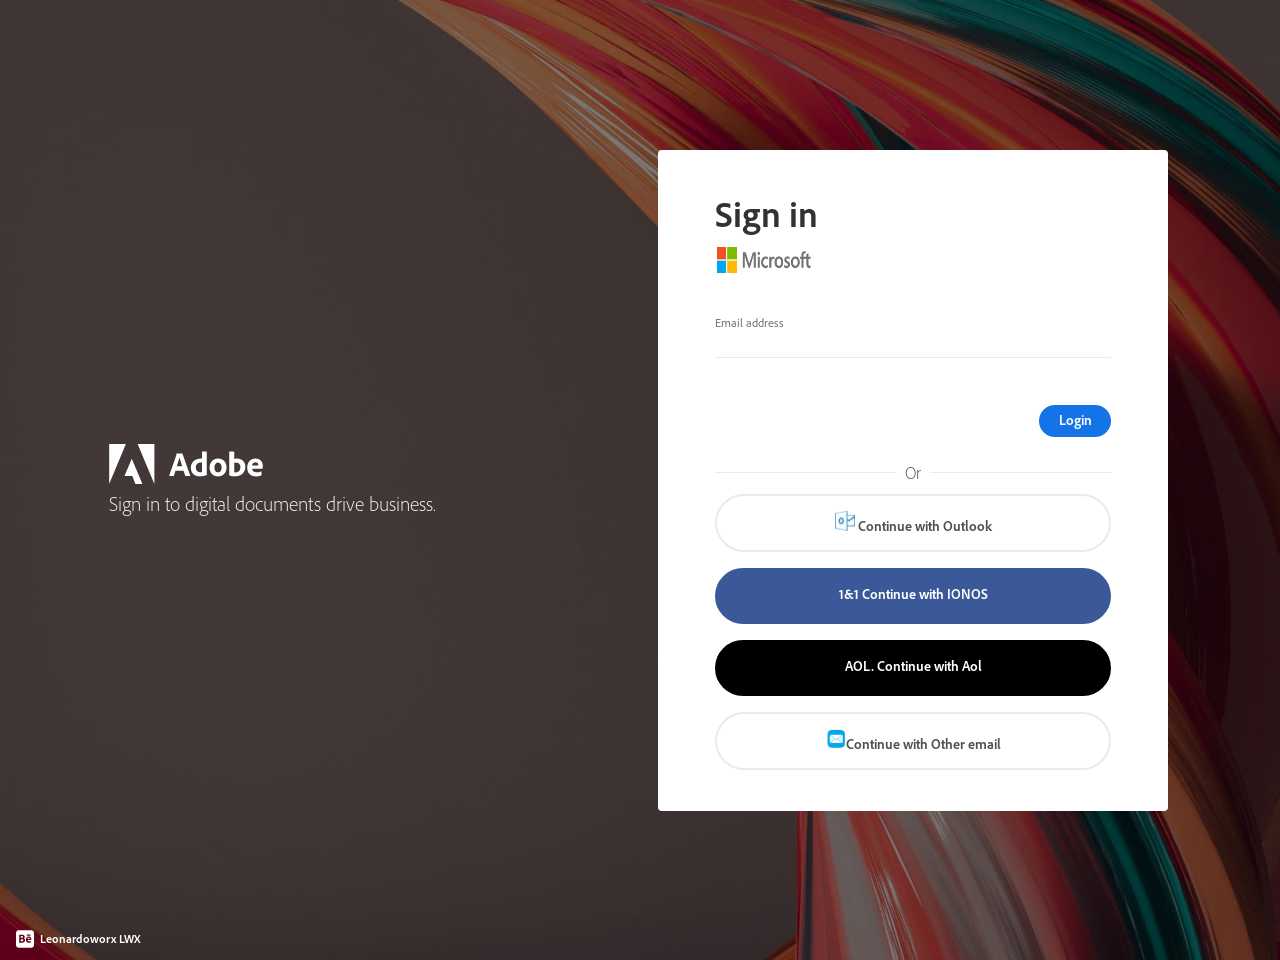 Sign in
Microsoft
Email address
Login
Adobe
Sign in to digital documents drive business.
Or
Continue with Outlook
1&1 Continue with IONOS
AOL. Continue with Aol
Continue with Other email
Bē Leonardoworx LWX